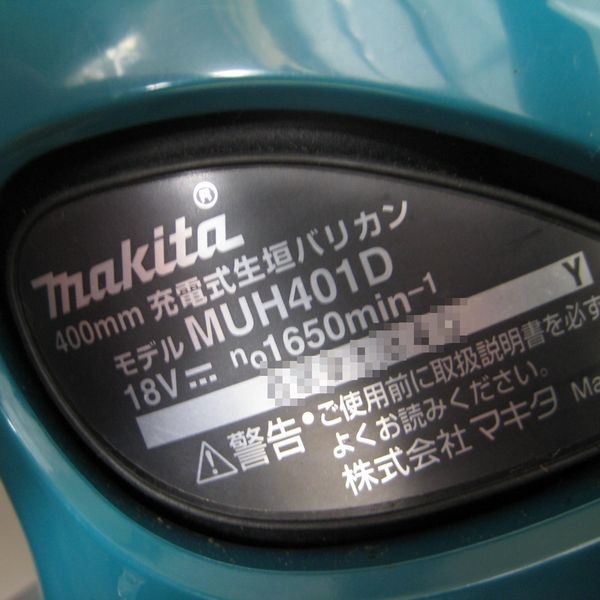 makita
400mm 充電式生垣バリカン
モデル MUH401D
18V⎓ n₀1650min⁻¹
Y
⚠警告・ご使用前に取扱説明書を必ず
よくお読みください。
株式会社マキタ Ma